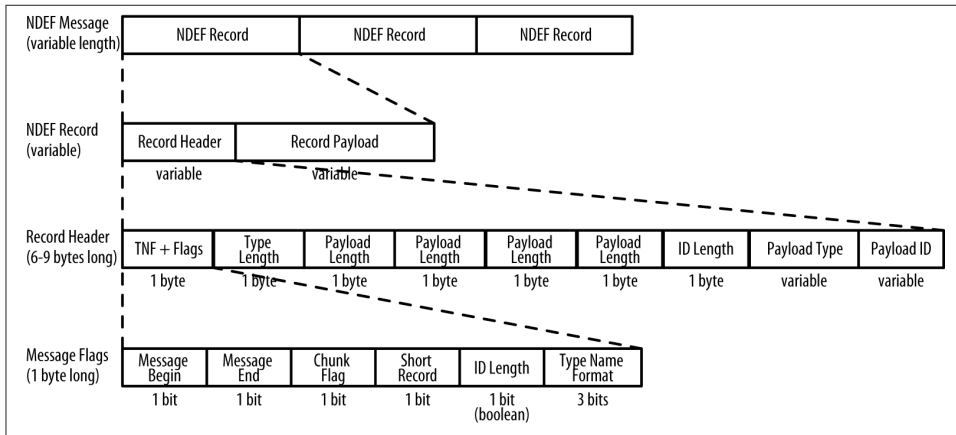 NDEF Message
(variable length)
NDEF Record NDEF Record NDEF Record
NDEF Record
(variable)
Record Header Record Payload
variable variable
Record Header
(6-9 bytes long)
TNF + Flags Type Length Payload Length Payload Length Payload Length Payload Length ID Length Payload Type Payload ID
1 byte 1 byte 1 byte 1 byte 1 byte 1 byte 1 byte variable variable
Message Flags
(1 byte long)
Message Begin Message End Chunk Flag Short Record ID Length Type Name Format
1 bit 1 bit 1 bit 1 bit 1 bit 3 bits
(boolean)